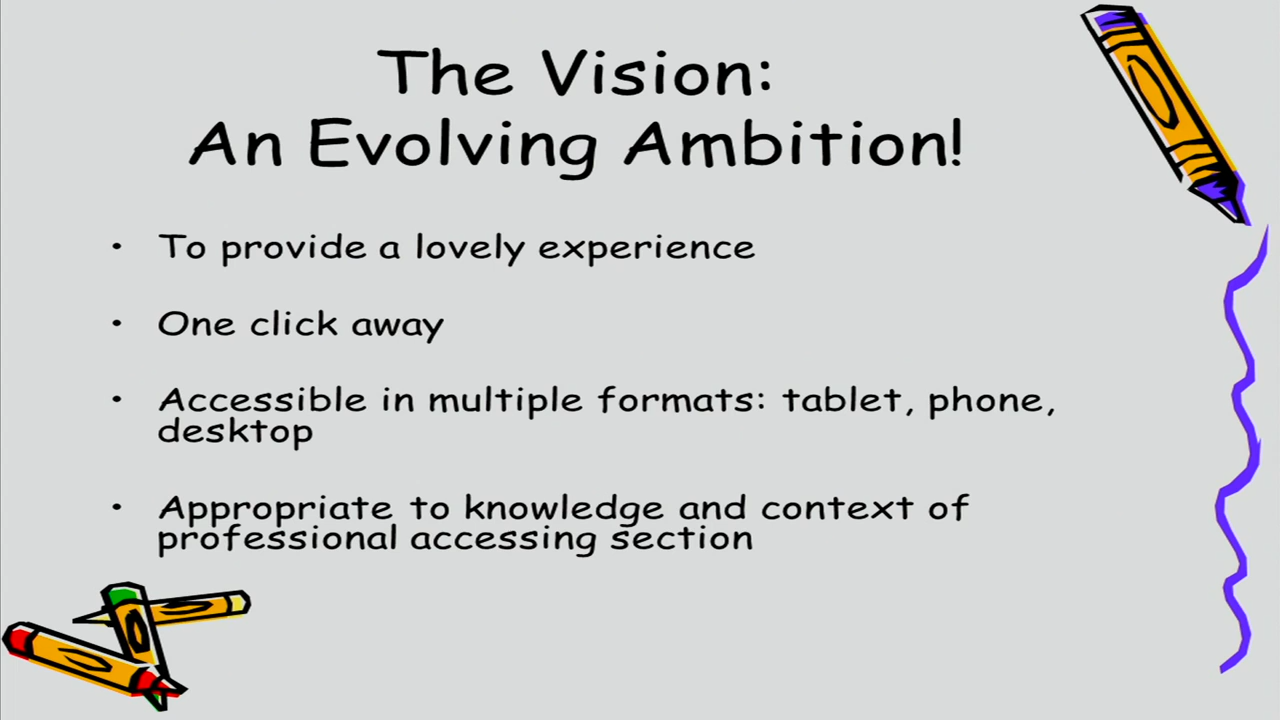 The Vision:
An Evolving Ambition!
• To provide a lovely experience
• One click away
• Accessible in multiple formats: tablet, phone,
desktop
• Appropriate to knowledge and context of
professional accessing section